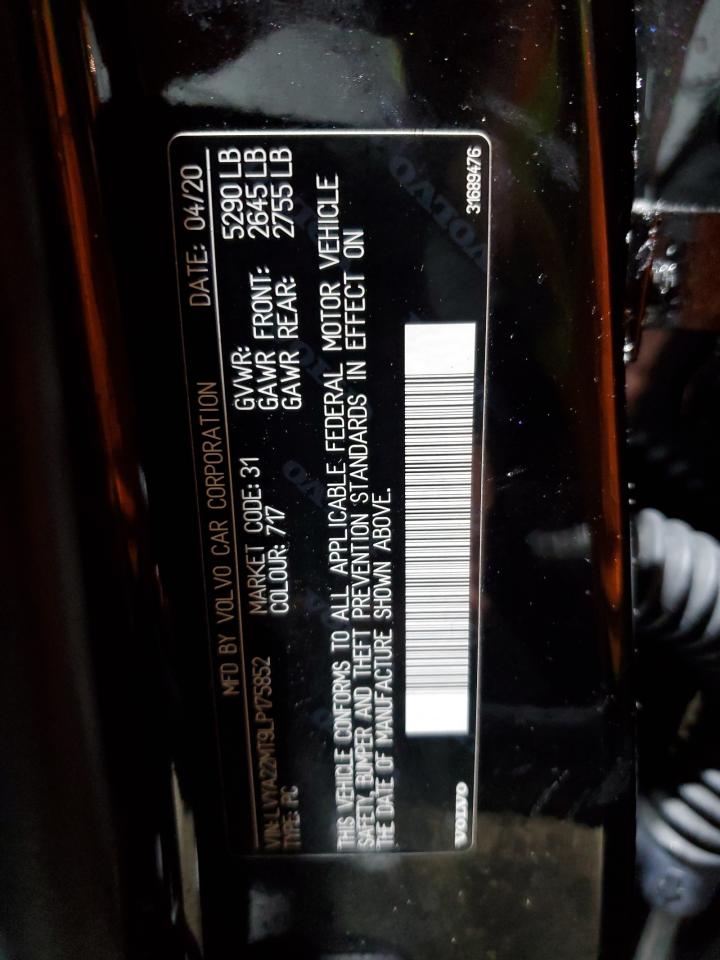 MFD BY VOLVO CAR CORPORATION DATE: 04/20
VIN: LVYA22MT9LP175852 MARKET CODE: 31 GVWR: 5290 LB
TYPE: PC COLOUR: 717 GAWR FRONT: 2645 LB
GAWR REAR: 2755 LB
THIS VEHICLE CONFORMS TO ALL APPLICABLE FEDERAL MOTOR VEHICLE
SAFETY, BUMPER AND THEFT PREVENTION STANDARDS IN EFFECT ON
THE DATE OF MANUFACTURE SHOWN ABOVE.
VOLVO 31689476